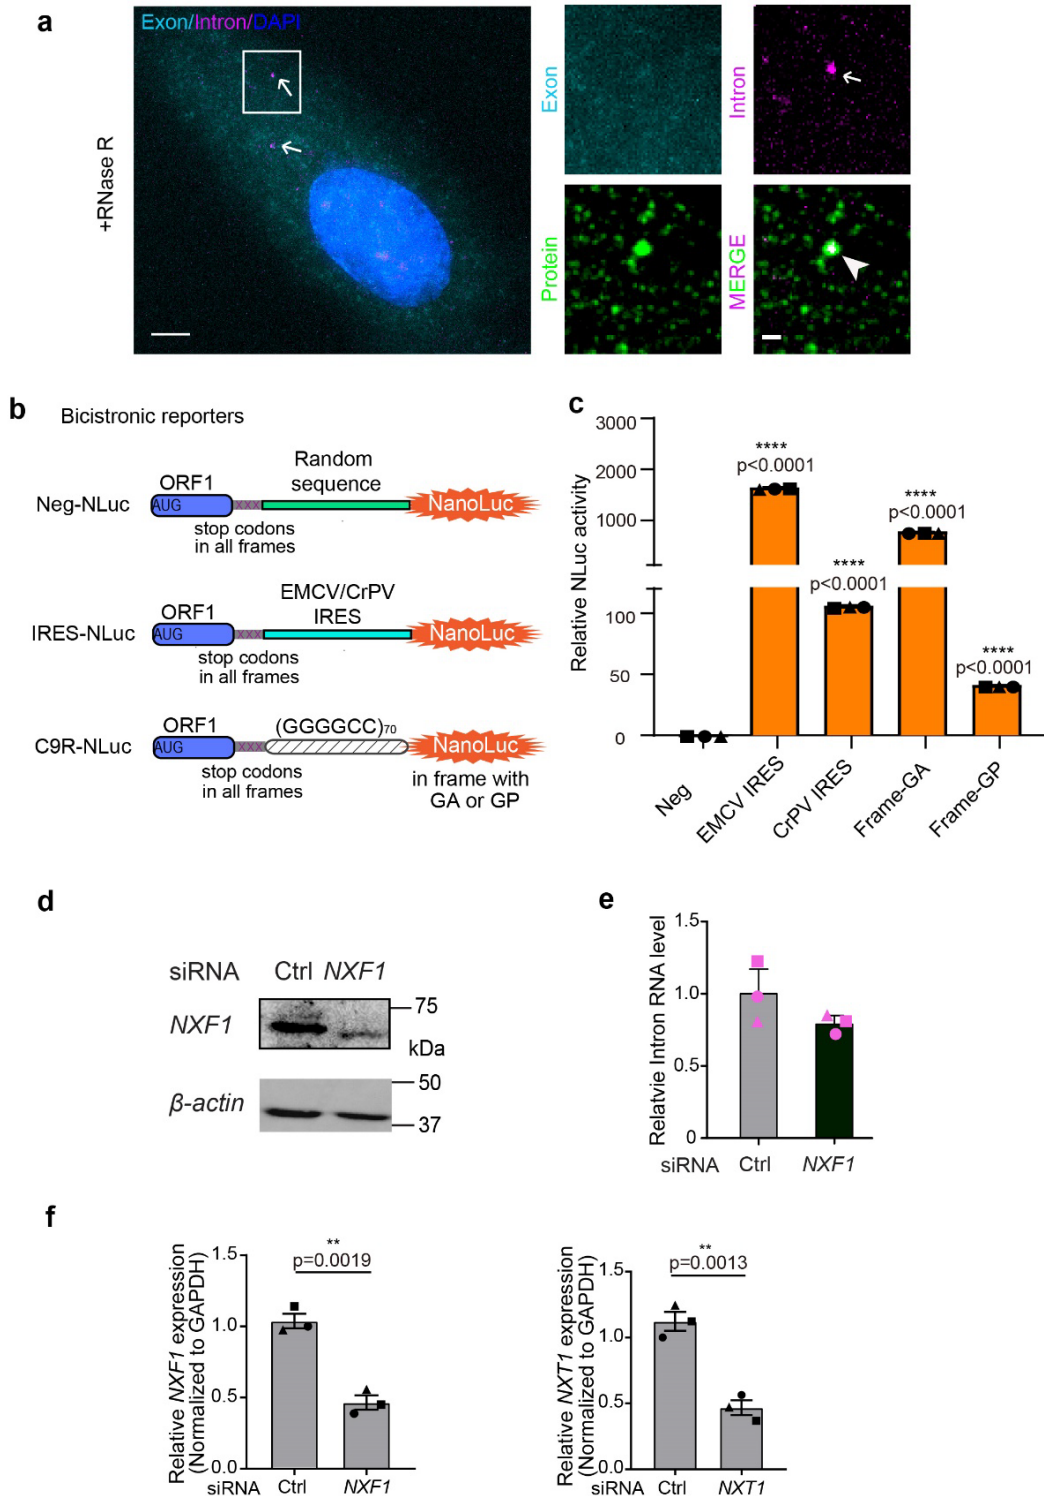 a
Exon/Intron/DAPI
+RNase R
Exon
Intron
Protein
MERGE
b
Bicistronic reporters
Neg-NLuc
ORF1
AUG
XXX
stop codons
in all frames
Random
sequence
NanoLuc
IRES-NLuc
ORF1
AUG
XXX
stop codons
in all frames
EMCV/CrPV
IRES
NanoLuc
C9R-NLuc
ORF1
AUG
XXX
stop codons
in all frames
(GGGGCC)70
NanoLuc
in frame with
GA or GP
c
Relative NLuc activity
3000
2000
1000
100
50
0
****
p<0.0001
****
p<0.0001
****
p<0.0001
****
p<0.0001
Neg
EMCV IRES
CrPV IRES
Frame-GA
Frame-GP
d
siRNA Ctrl NXF1
NXF1
75
kDa
β-actin
50
37
e
Relatvie Intron RNA level
1.5
1.0
0.5
0
siRNA Ctrl NXF1
f
Relative NXF1 expression
(Normalized to GAPDH)
1.5
1.0
0.5
0.0
**
p=0.0019
siRNA Ctrl NXF1
Relative NXT1 expression
(Normalized to GAPDH)
1.5
1.0
0.5
0.0
**
p=0.0013
siRNA Ctrl NXT1